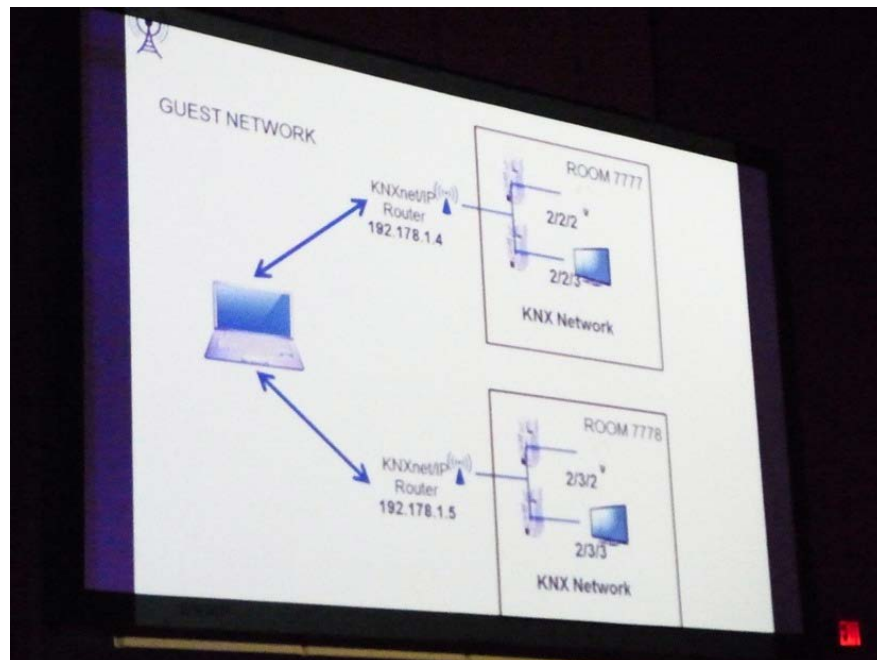 GUEST NETWORK
ROOM 7777
KNXnet/IP
Router
192.178.1.4
2/2/2
2/2/3
KNX Network
ROOM 7778
KNXnet/IP
Router
192.178.1.5
2/3/2
2/3/3
KNX Network